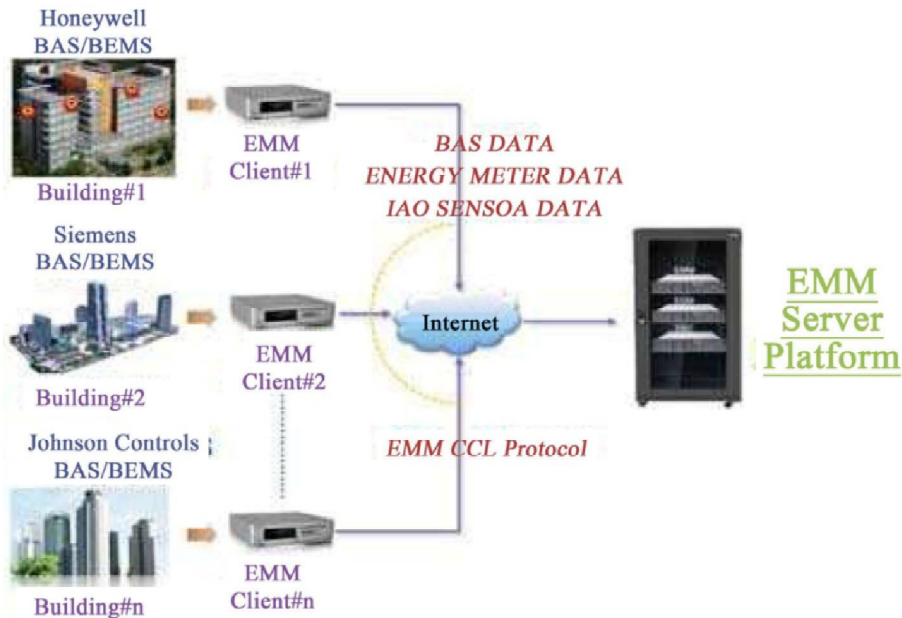 Honeywell
BAS/BEMS
EMM
Client#1
Building#1
BAS DATA
ENERGY METER DATA
IAO SENSOA DATA
Siemens
BAS/BEMS
EMM
Client#2
Building#2
Internet
EMM
Server
Platform
Johnson Controls
BAS/BEMS
EMM CCL Protocol
EMM
Client#n
Building#n